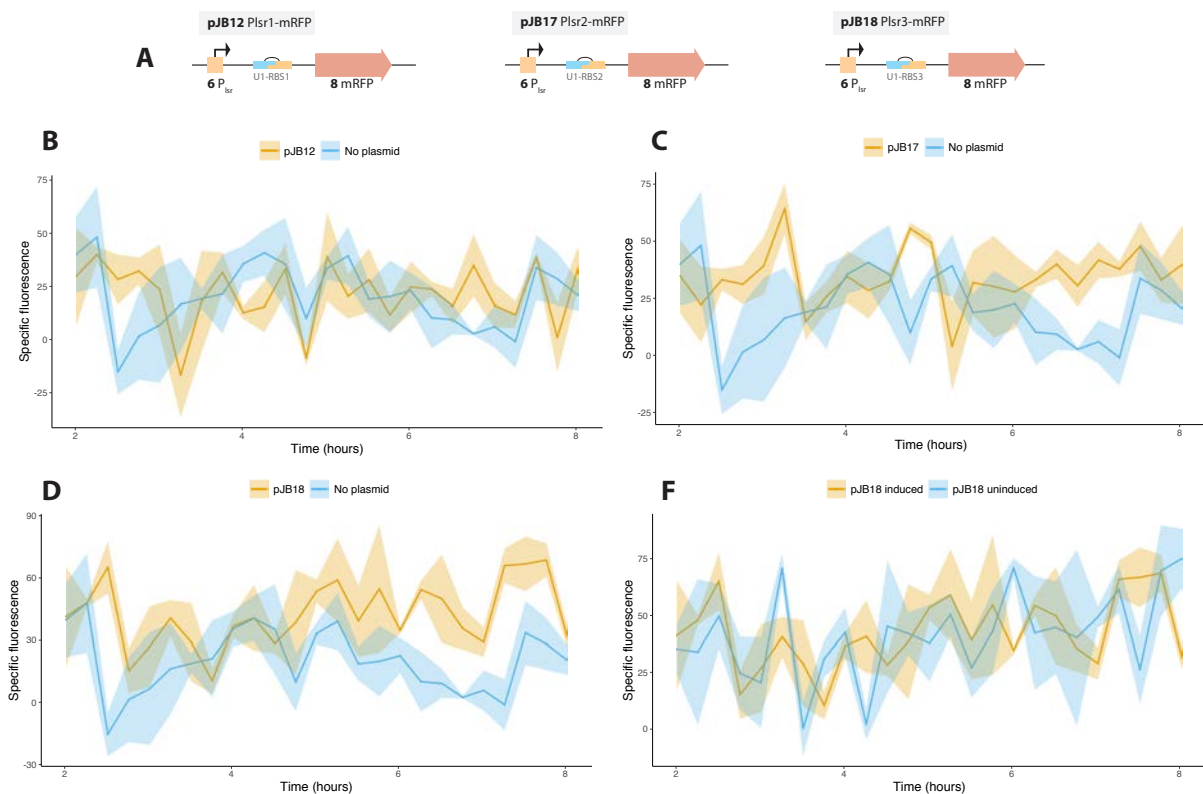 pJB12 Plsr1-mRFP
pJB17 Plsr2-mRFP
pJB18 Plsr3-mRFP
A
U1-RBS1
6 Plsr
8 mRFP
U1-RBS2
6 Plsr
8 mRFP
U1-RBS3
6 Plsr
8 mRFP
B
pJB12 No plasmid
75
50
25
0
-25
Specific fluorescence
2 4 6 8
Time (hours)
C
pJB17 No plasmid
75
50
25
0
-25
Specific fluorescence
2 4 6 8
Time (hours)
D
pJB18 No plasmid
90
60
30
0
-30
Specific fluorescence
2 4 6 8
Time (hours)
F
pJB18 induced pJB18 uninduced
75
50
25
0
Specific fluorescence
2 4 6 8
Time (hours)